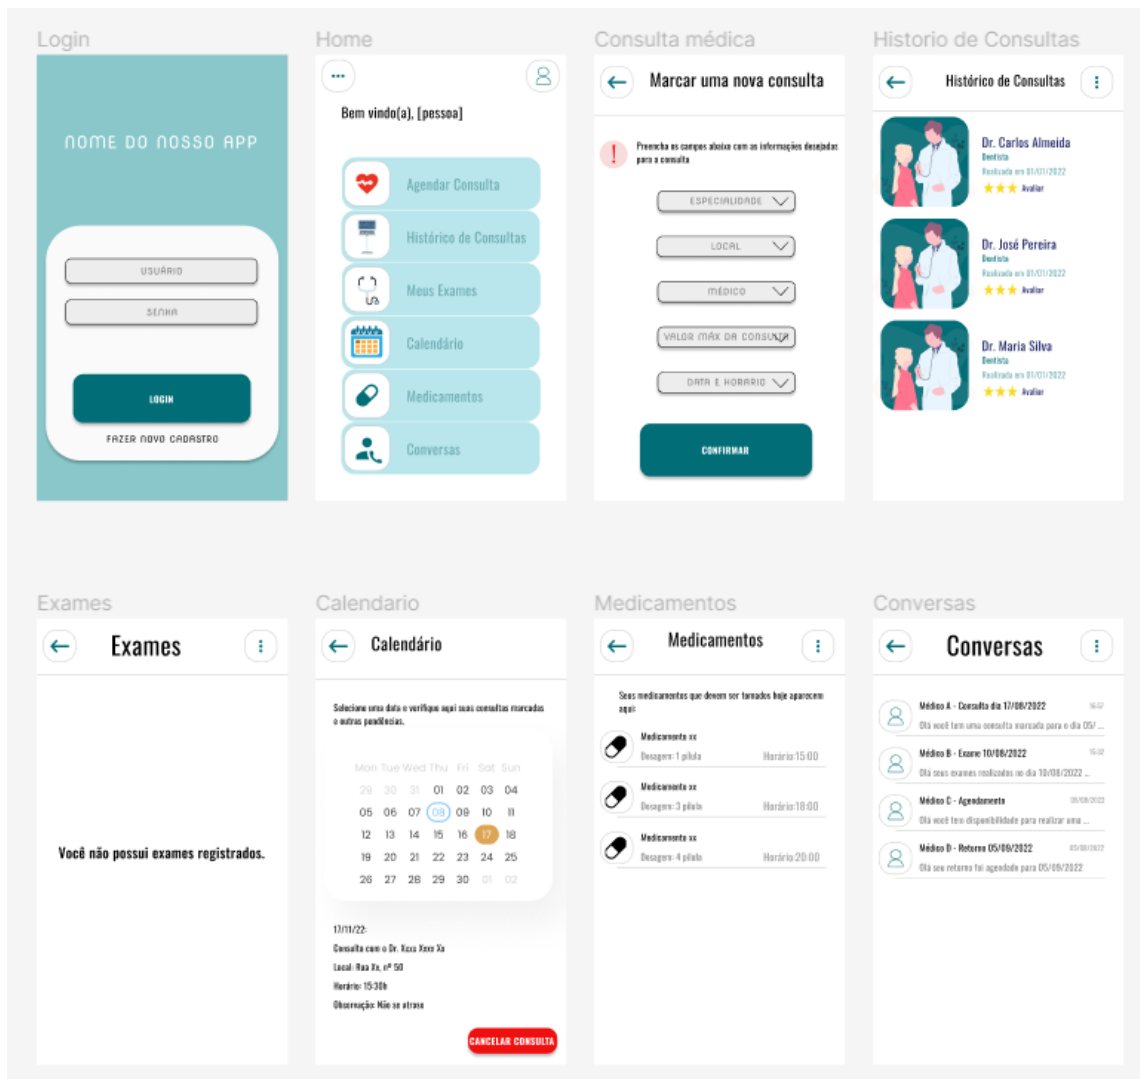 Login
NOME DO NOSSO APP
USUÁRIO
SENHA
LOGIN
FAZER NOVO CADASTRO
Home
Bem vindo(a), [pessoa]
Agendar Consulta
Histórico de Consultas
Meus Exames
Calendário
Medicamentos
Conversas
Consulta médica
Marcar uma nova consulta
!
Preencha os campos abaixo com as informações desejadas
para a consulta
ESPECIALIDADE
LOCAL
MÉDICO
VALOR MÁX DA CONSULTA
DATA E HORARIO
CONFIRMAR
Historio de Consultas
Histórico de Consultas
Dr. Carlos Almeida
Dentista
Realizada em 01/01/2022
Avaliar
Dr. José Pereira
Dentista
Realizada em 01/01/2022
Avaliar
Dr. Maria Silva
Dentista
Realizada em 01/01/2022
Avaliar
Exames
Exames
Você não possui exames registrados.
Calendario
Calendário
Selecione uma data e verifique aqui suas consultas marcadas
e outras pendências.
Mon Tue Wed Thu Fri Sat Sun
29 30 31 01 02 03 04
05 06 07 08 09 10 11
12 13 14 15 16 17 18
19 20 21 22 23 24 25
26 27 28 29 30 01 02
17/11/22:
Consulta com o Dr. Xxxx Xxxx Xx
Local: Rua Xx, nº 50
Horário: 15:30h
Observação: Não se atrase
CANCELAR CONSULTA
Medicamentos
Medicamentos
Seus medicamentos que devem ser tomados hoje aparecem
aqui:
Medicamento xx
Dosagem: 1 pílula Horário:15:00
Medicamento xx
Dosagem: 3 pílula Horário:18:00
Medicamento xx
Dosagem: 4 pílula Horário:20:00
Conversas
Conversas
Médico A - Consulta dia 17/08/2022 16:57
Olá você tem uma consulta marcada para o dia 05/ ...
Médico B - Exame 10/08/2022 15:32
Olá seus exames realizados no dia 10/08/2022 ...
Médico C - Agendamento
Olá você tem disponibilidade para realizar uma ...
Médico D - Retorno 05/09/2022
Olá seu retorno foi agendado para 05/09/2022